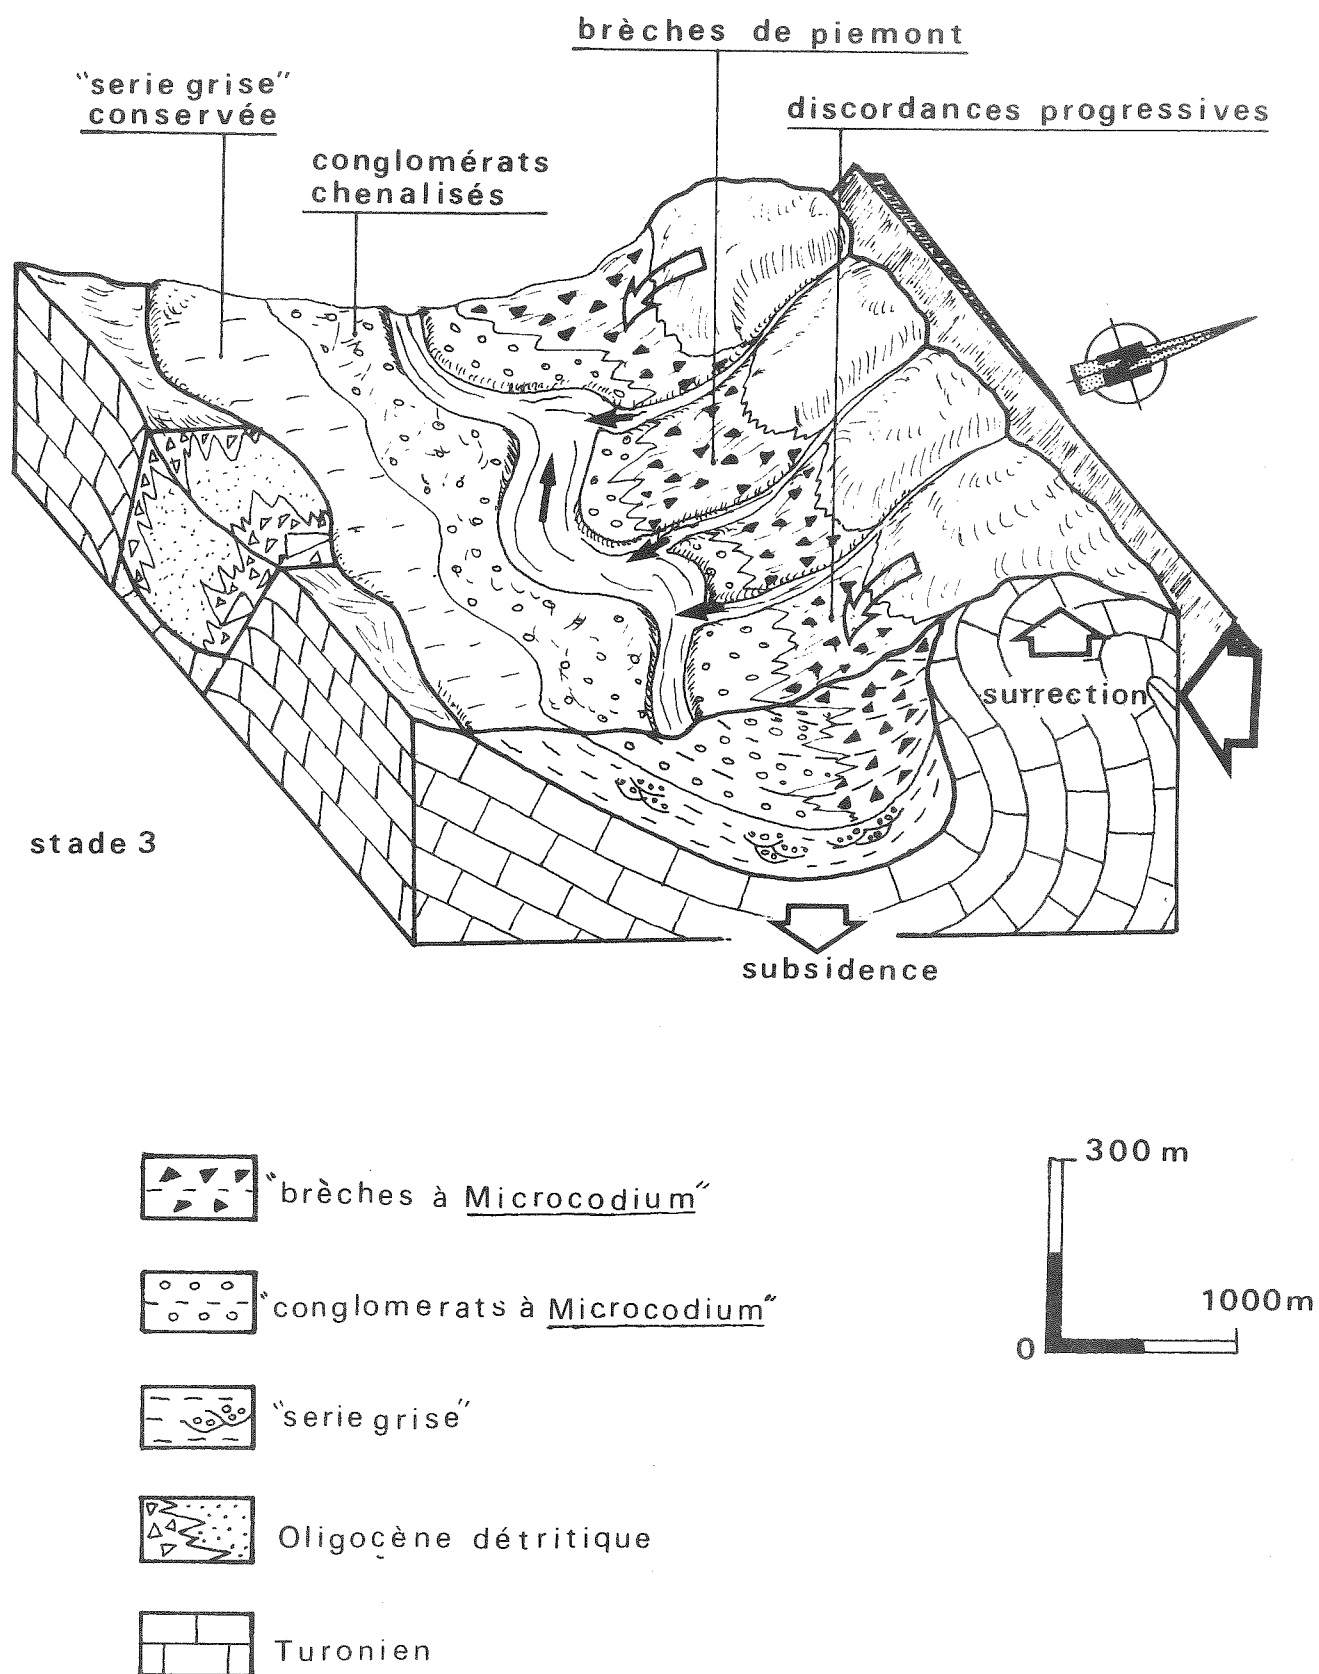 brèches de piemont
"serie grise"
conservée
discordances progressives
conglomérats
chenalisés
surrection
stade 3
subsidence
"brèches à Microcodium"
"conglomerats à Microcodium"
"serie grise"
Oligocène détritique
Turonien
300 m
1000 m
0